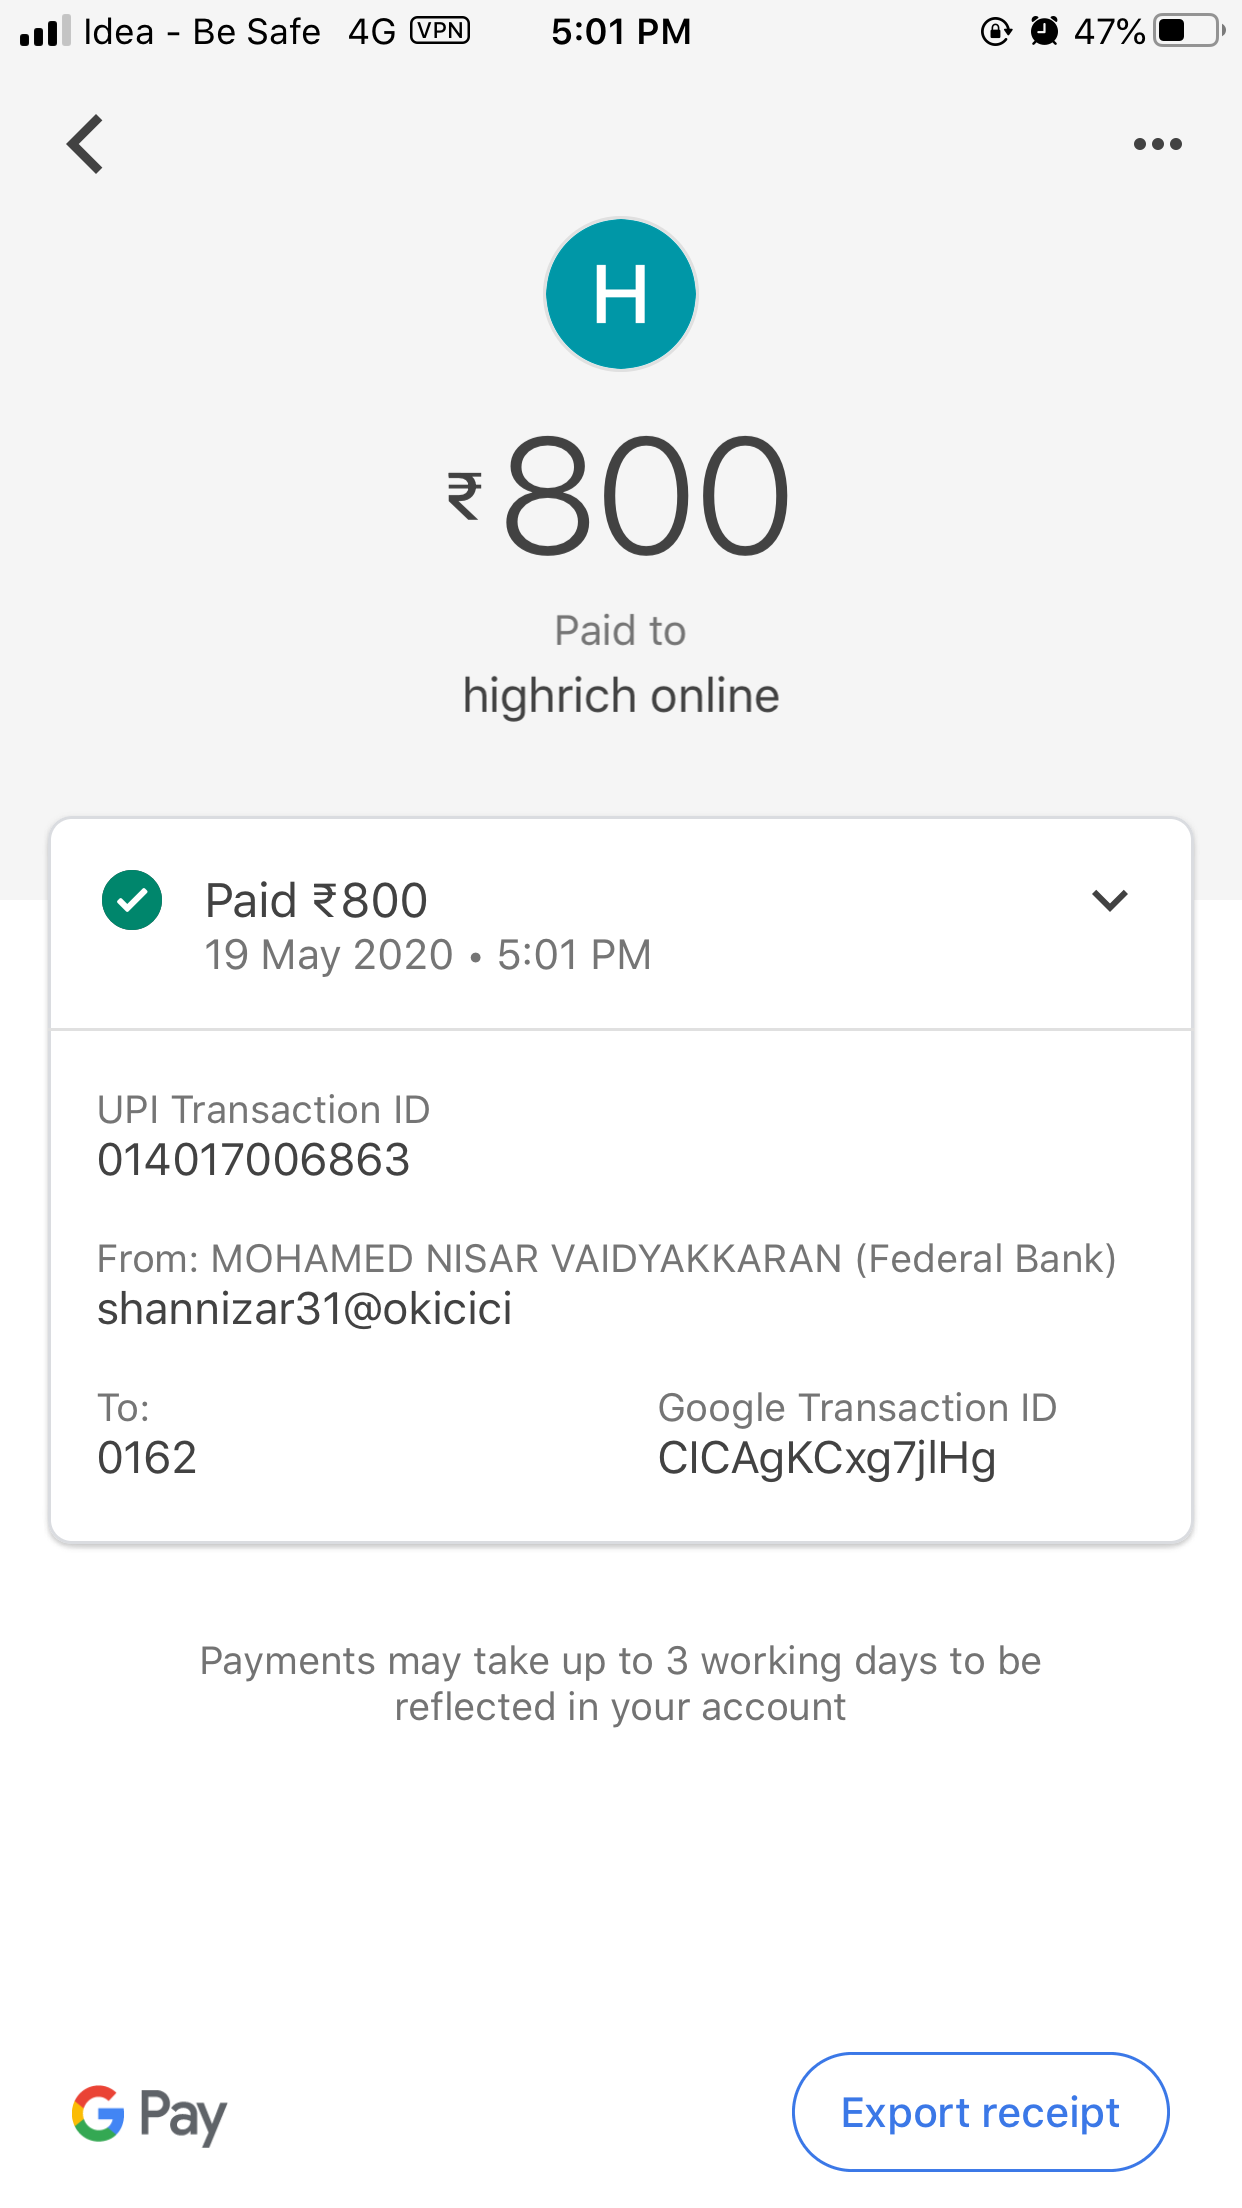 Idea - Be Safe 4G VPN 5:01 PM 47%
H
₹800
Paid to
highrich online
Paid ₹800
19 May 2020 • 5:01 PM
UPI Transaction ID
014017006863
From: MOHAMED NISAR VAIDYAKKARAN (Federal Bank)
shannizar31@okicici
To:
0162
Google Transaction ID
CICAgKCxg7jlHg
Payments may take up to 3 working days to be
reflected in your account
G Pay
Export receipt